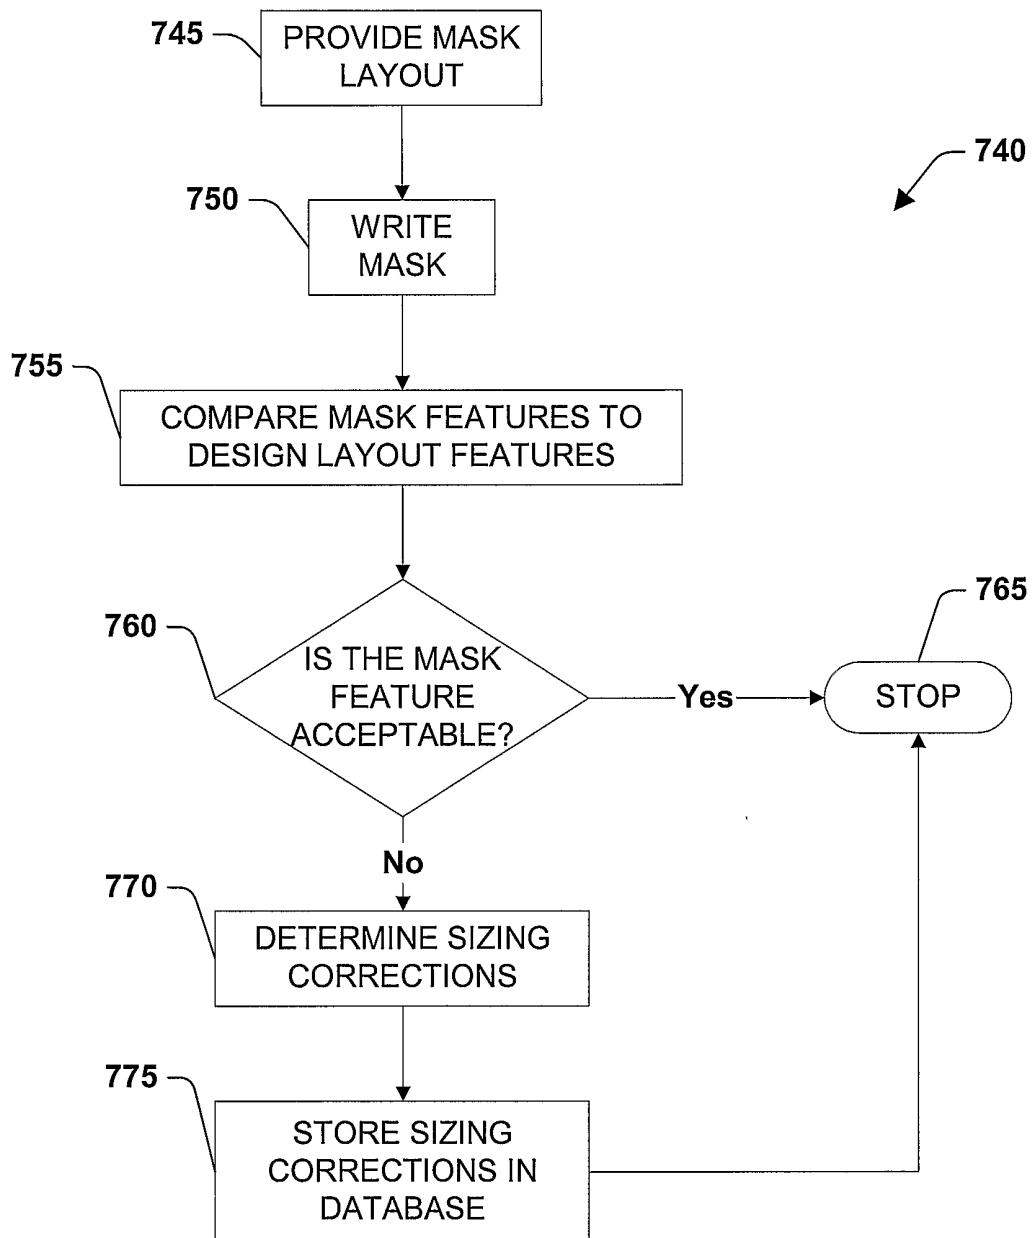 745
PROVIDE MASK
LAYOUT
740
750
WRITE
MASK
755
COMPARE MASK FEATURES TO
DESIGN LAYOUT FEATURES
760
IS THE MASK
FEATURE
ACCEPTABLE?
Yes
765
STOP
No
770
DETERMINE SIZING
CORRECTIONS
775
STORE SIZING
CORRECTIONS IN
DATABASE